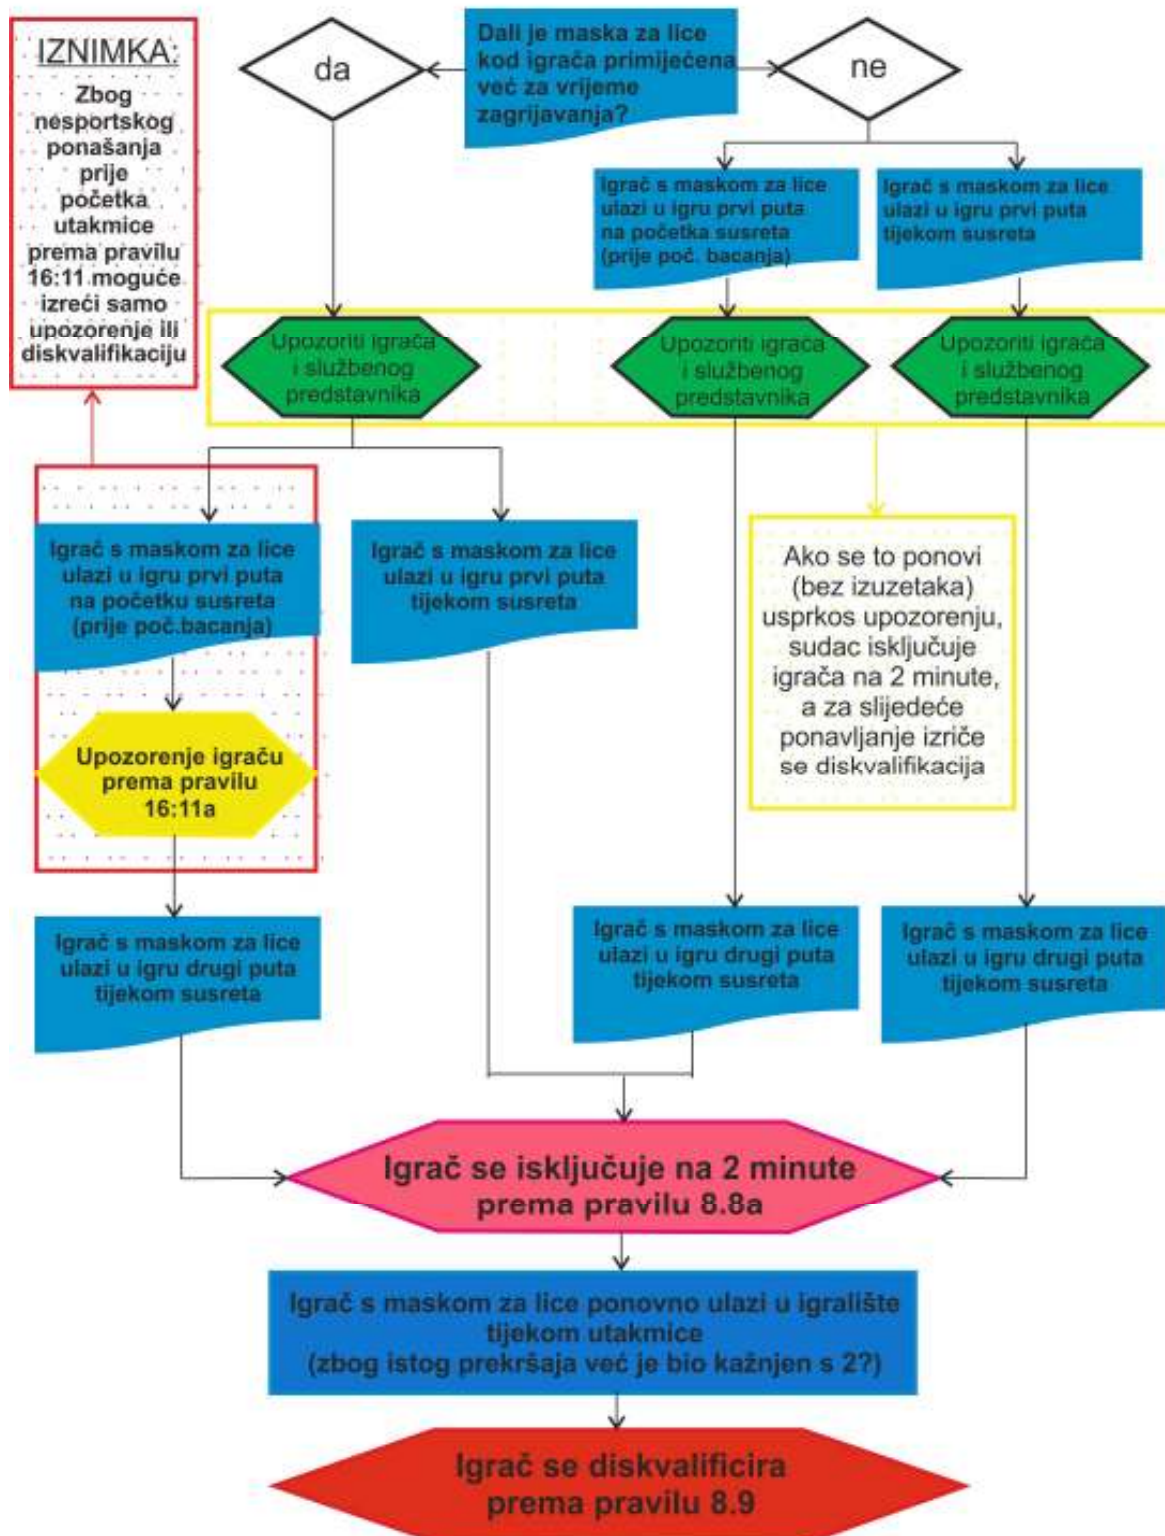 IZNIMKA:
Zbog
nesportskog
ponašanja
prije
početka
utakmice
prema pravilu
16:11 moguće
izreći samo
upozorenje ili
diskvalifikaciju
da
Dali je maska za lice
kod igrača primijećena
već za vrijeme
zagrijavanja?
ne
Igrač s maskom za lice
ulazi u igru prvi puta
na početka susreta
(prije poč. bacanja)
Igrač s maskom za lice
ulazi u igru prvi puta
tijekom susreta
Upozoriti igrača
i službenog
predstavnika
Upozoriti igrača
i službenog
predstavnika
Upozoriti igrača
i službenog
predstavnika
Igrač s maskom za lice
ulazi u igru prvi puta
na početku susreta
(prije poč.bacanja)
Igrač s maskom za lice
ulazi u igru prvi puta
tijekom susreta
Ako se to ponovi
(bez izuzetaka)
usprkos upozorenju,
sudac isključuje
igrača na 2 minute,
a za slijedeće
ponavljanje izriče
se diskvalifikacija
Upozorenje igraču
prema pravilu
16:11a
Igrač s maskom za lice
ulazi u igru drugi puta
tijekom susreta
Igrač s maskom za lice
ulazi u igru drugi puta
tijekom susreta
Igrač s maskom za lice
ulazi u igru drugi puta
tijekom susreta
Igrač se isključuje na 2 minute
prema pravilu 8.8a
Igrač s maskom za lice ponovno ulazi u igralište
tijekom utakmice
(zbog istog prekršaja već je bio kažnjen s 2?)
Igrač se diskvalificira
prema pravilu 8.9